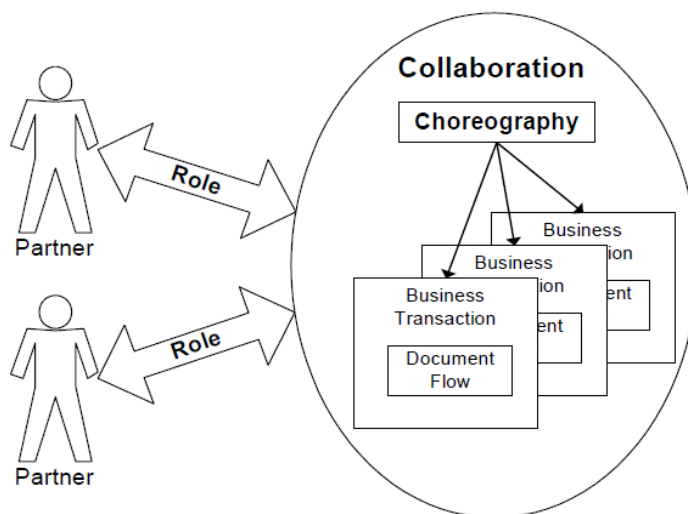 Collaboration
Choreography
Role
Partner
Business
Business
Business
Transaction
Document
Flow
Role
Partner